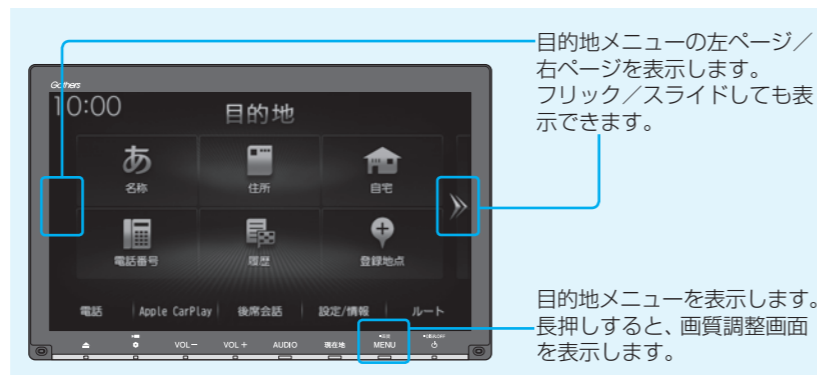 目的地メニューの左ページ／
右ページを表示します。
フリック／スライドしても表
示できます。
Gathers
10:00
目的地
名称
住所
自宅
電話番号
履歴
登録地点
電話 Apple CarPlay 後席会話 設定/情報 ルート
VOL－ VOL＋ AUDIO 現在地 MENU
目的地メニューを表示します。
長押しすると、画質調整画面
を表示します。